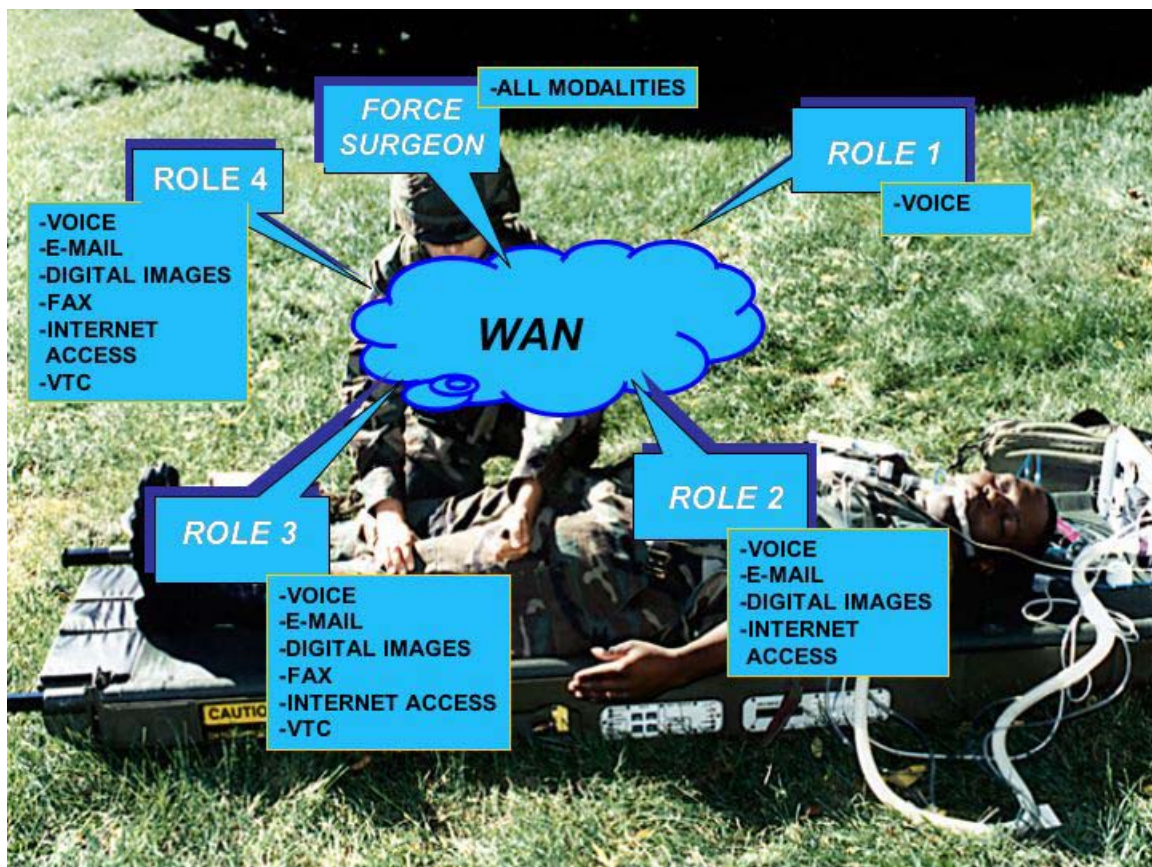 -ALL MODALITIES
FORCE
SURGEON
ROLE 1
-VOICE
ROLE 4
-VOICE
-E-MAIL
-DIGITAL IMAGES
-FAX
-INTERNET
ACCESS
-VTC
WAN
ROLE 3
-VOICE
-E-MAIL
-DIGITAL IMAGES
-FAX
-INTERNET ACCESS
-VTC
ROLE 2
-VOICE
-E-MAIL
-DIGITAL IMAGES
-INTERNET
ACCESS